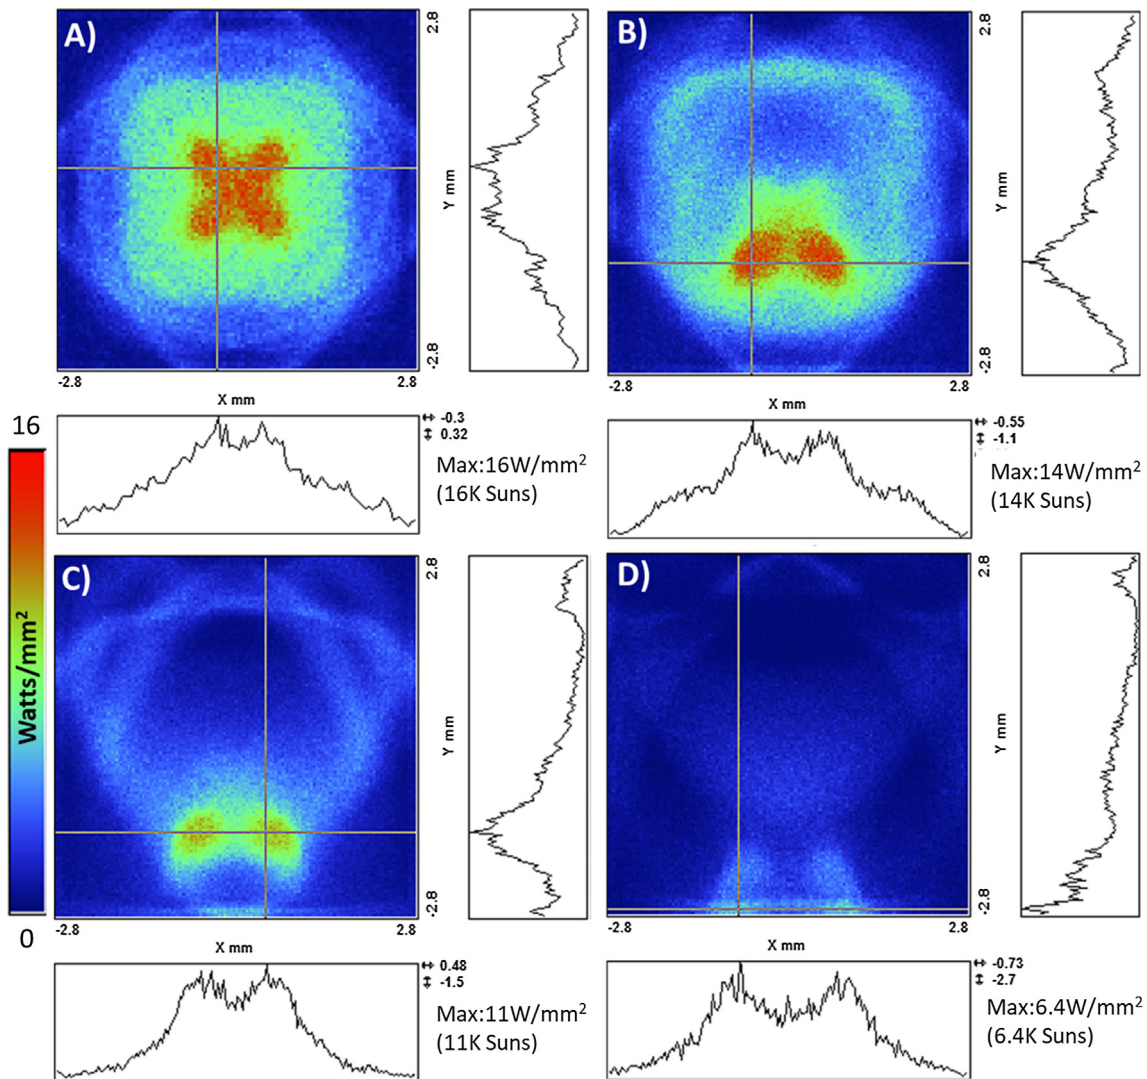 A)
2.8
Y mm
-2.8
-2.8
2.8
X mm
-0.3
0.32
Max:16W/mm²
(16K Suns)
B)
2.8
Y mm
-2.8
-2.8
2.8
X mm
-0.55
-1.1
Max:14W/mm²
(14K Suns)
16
Watts/mm²
0
C)
2.8
Y mm
-2.8
-2.8
2.8
X mm
0.48
-1.5
Max:11W/mm²
(11K Suns)
D)
2.8
Y mm
-2.8
-2.8
2.8
X mm
-0.73
-2.7
Max:6.4W/mm²
(6.4K Suns)